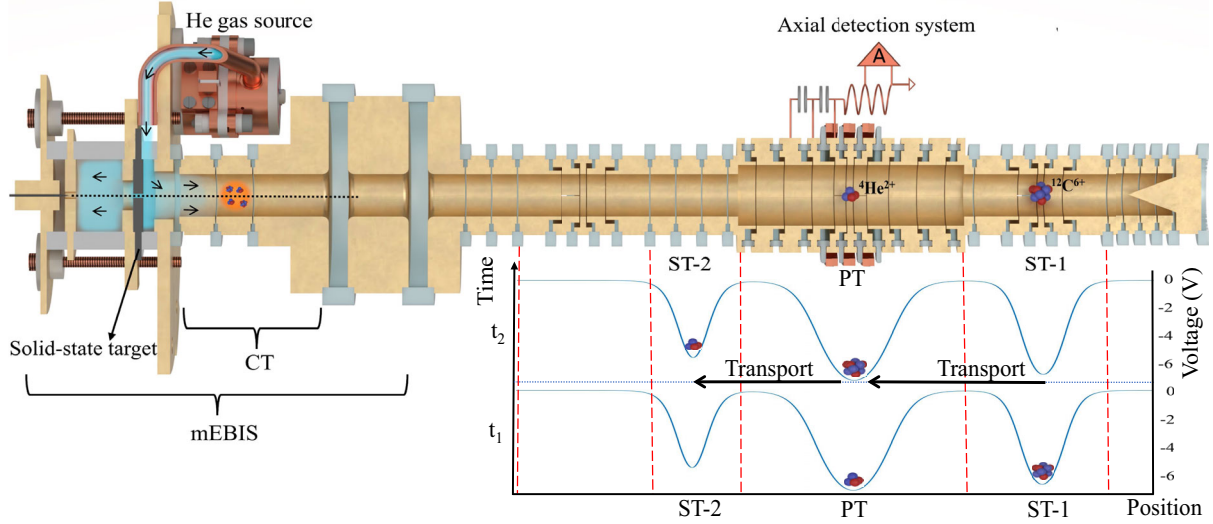 He gas source
Axial detection system
A
⁴He²⁺
¹²C⁶⁺
Solid-state target
CT
mEBIS
ST-2
PT
ST-1
Time
t₂
t₁
Transport
Transport
0
-2
-4
-6
0
-2
-4
-6
Voltage (V)
ST-2
PT
ST-1
Position